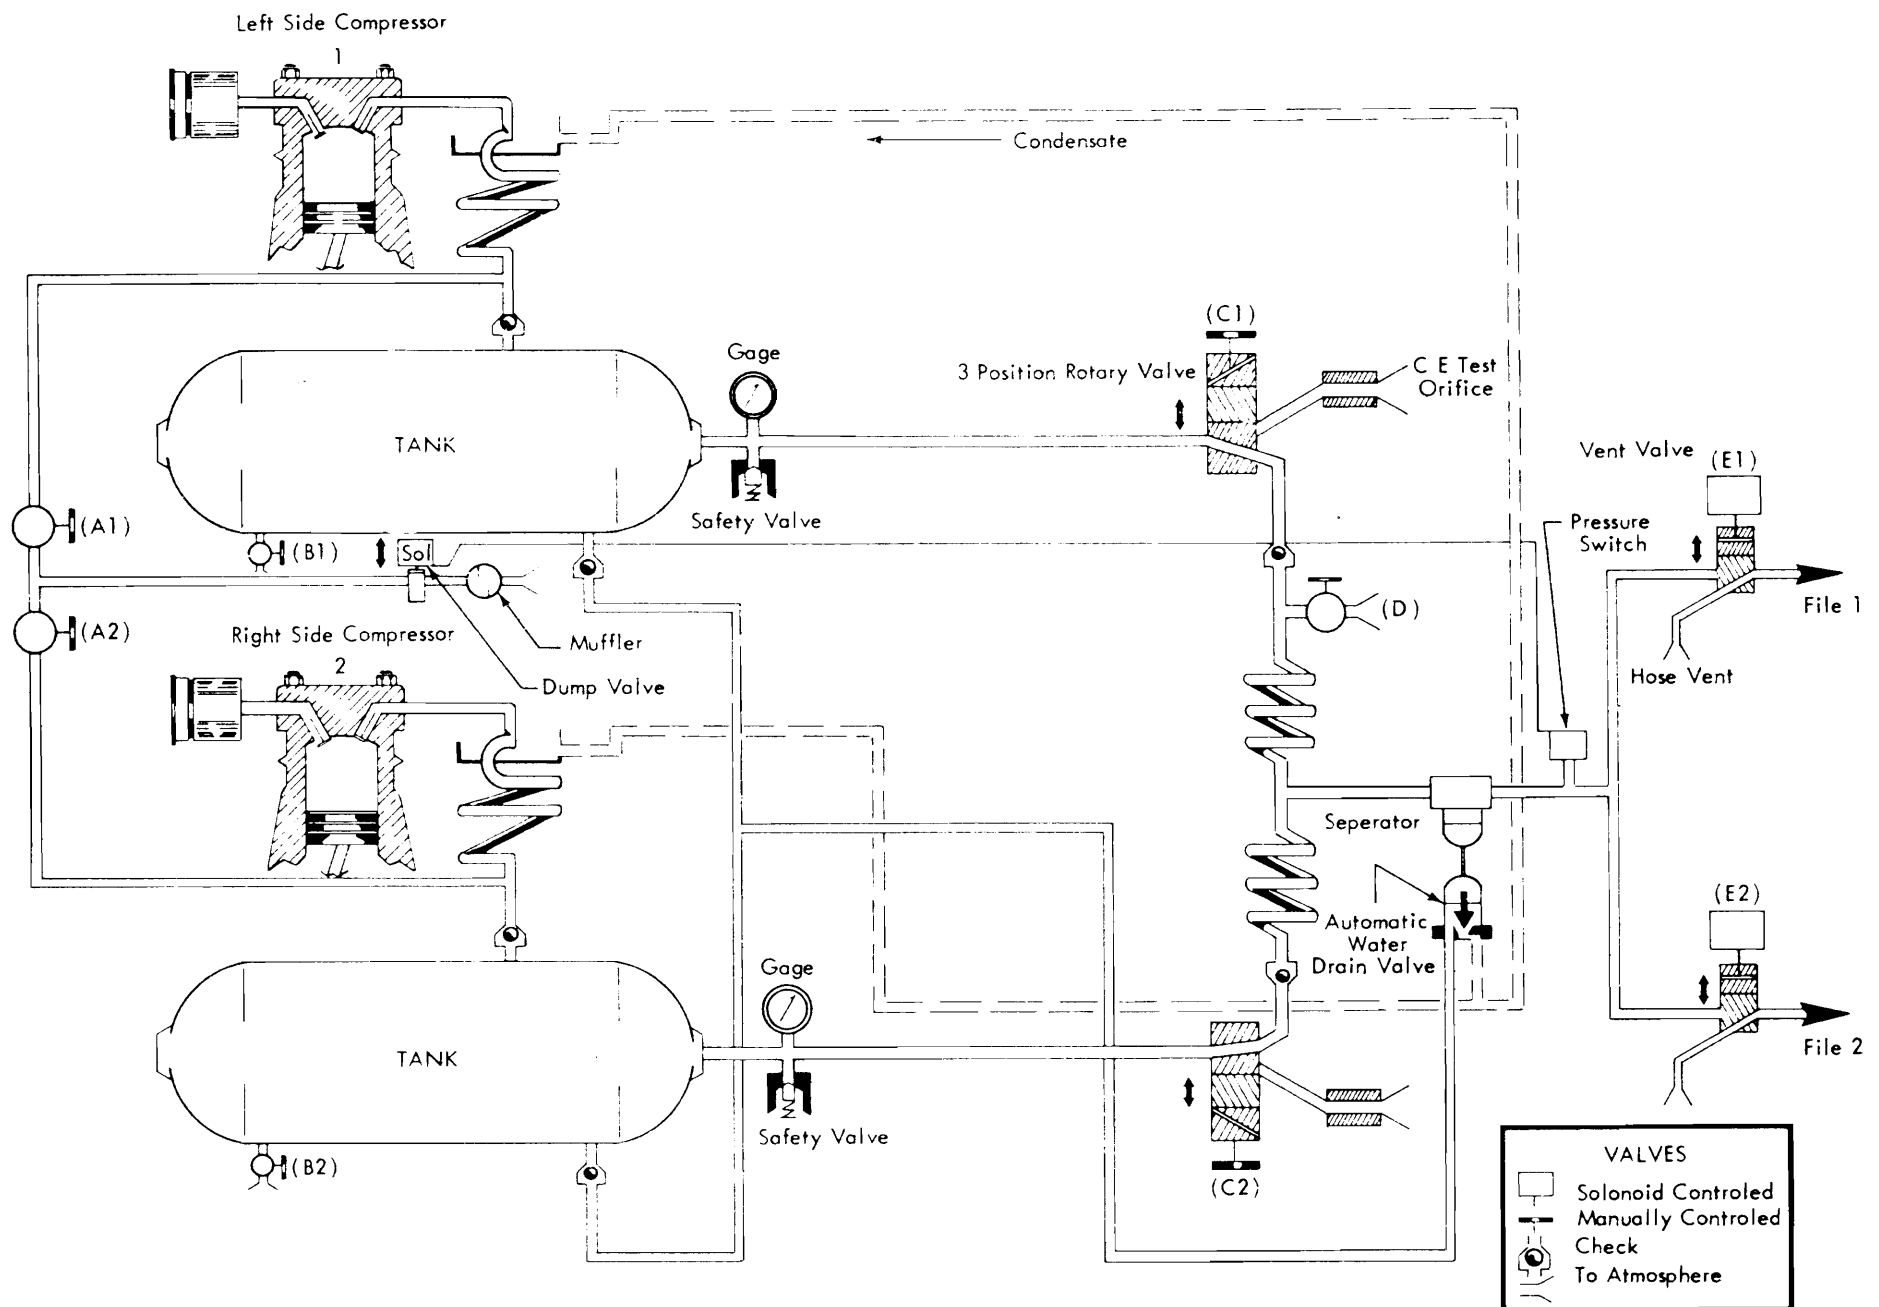 Left Side Compressor
1
Condensate
(C1)
Gage
3 Position Rotary Valve
C E Test
Orifice
TANK
Vent Valve
(E1)
Safety Valve
Pressure
Switch
(A1)
(B1)
Sol
File 1
(D)
(A2)
Right Side Compressor
2
Muffler
Hose Vent
Dump Valve
Seperator
(E2)
Automatic
Water
Drain Valve
Gage
TANK
File 2
Safety Valve
(B2)
(C2)
VALVES
Solonoid Controled
Manually Controled
Check
To Atmosphere